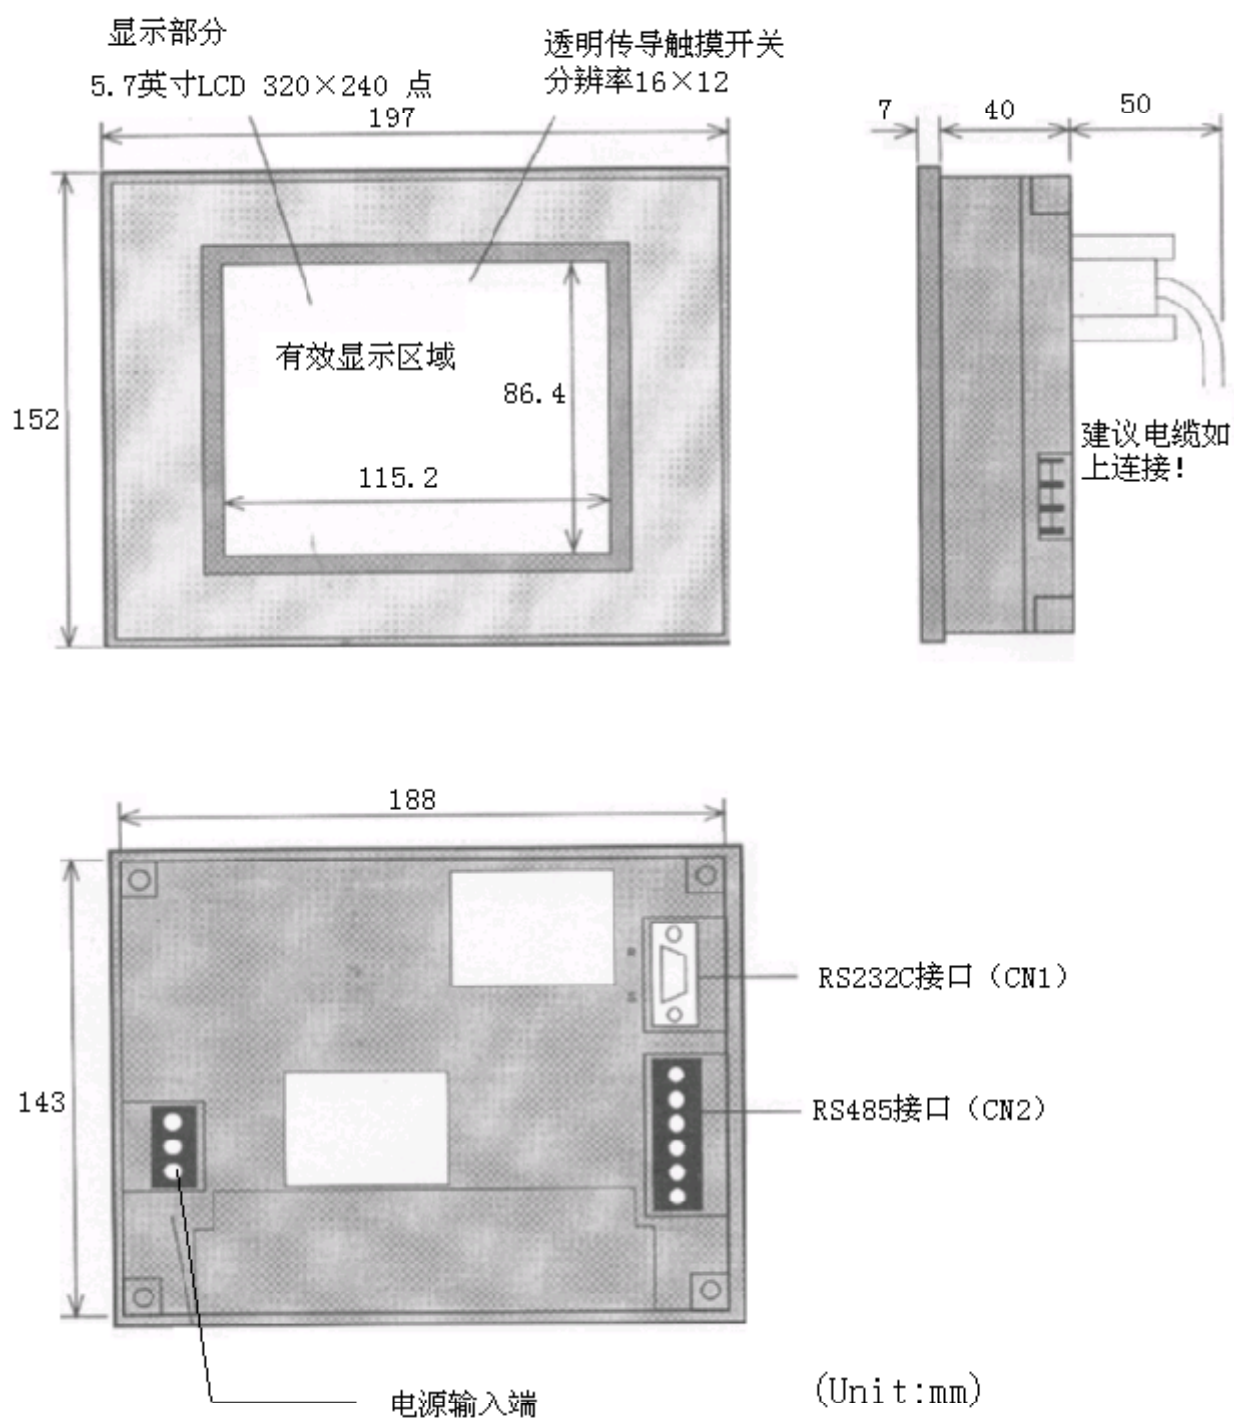 显示部分
5.7英寸LCD 320×240 点
透明传导触摸开关
分辨率16×12
197
7
40
50
有效显示区域
86.4
152
115.2
建议电缆如
上连接!
188
RS232C接口（CN1）
143
RS485接口（CN2）
电源输入端
(Unit:mm)